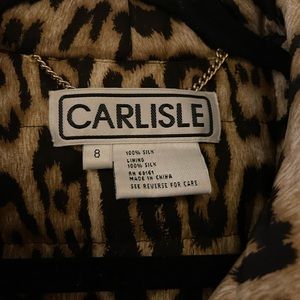 CARLISLE
8
100% SILK
LINING
100% SILK
RN 60161
MADE IN CHINA
SEE REVERSE FOR CARE